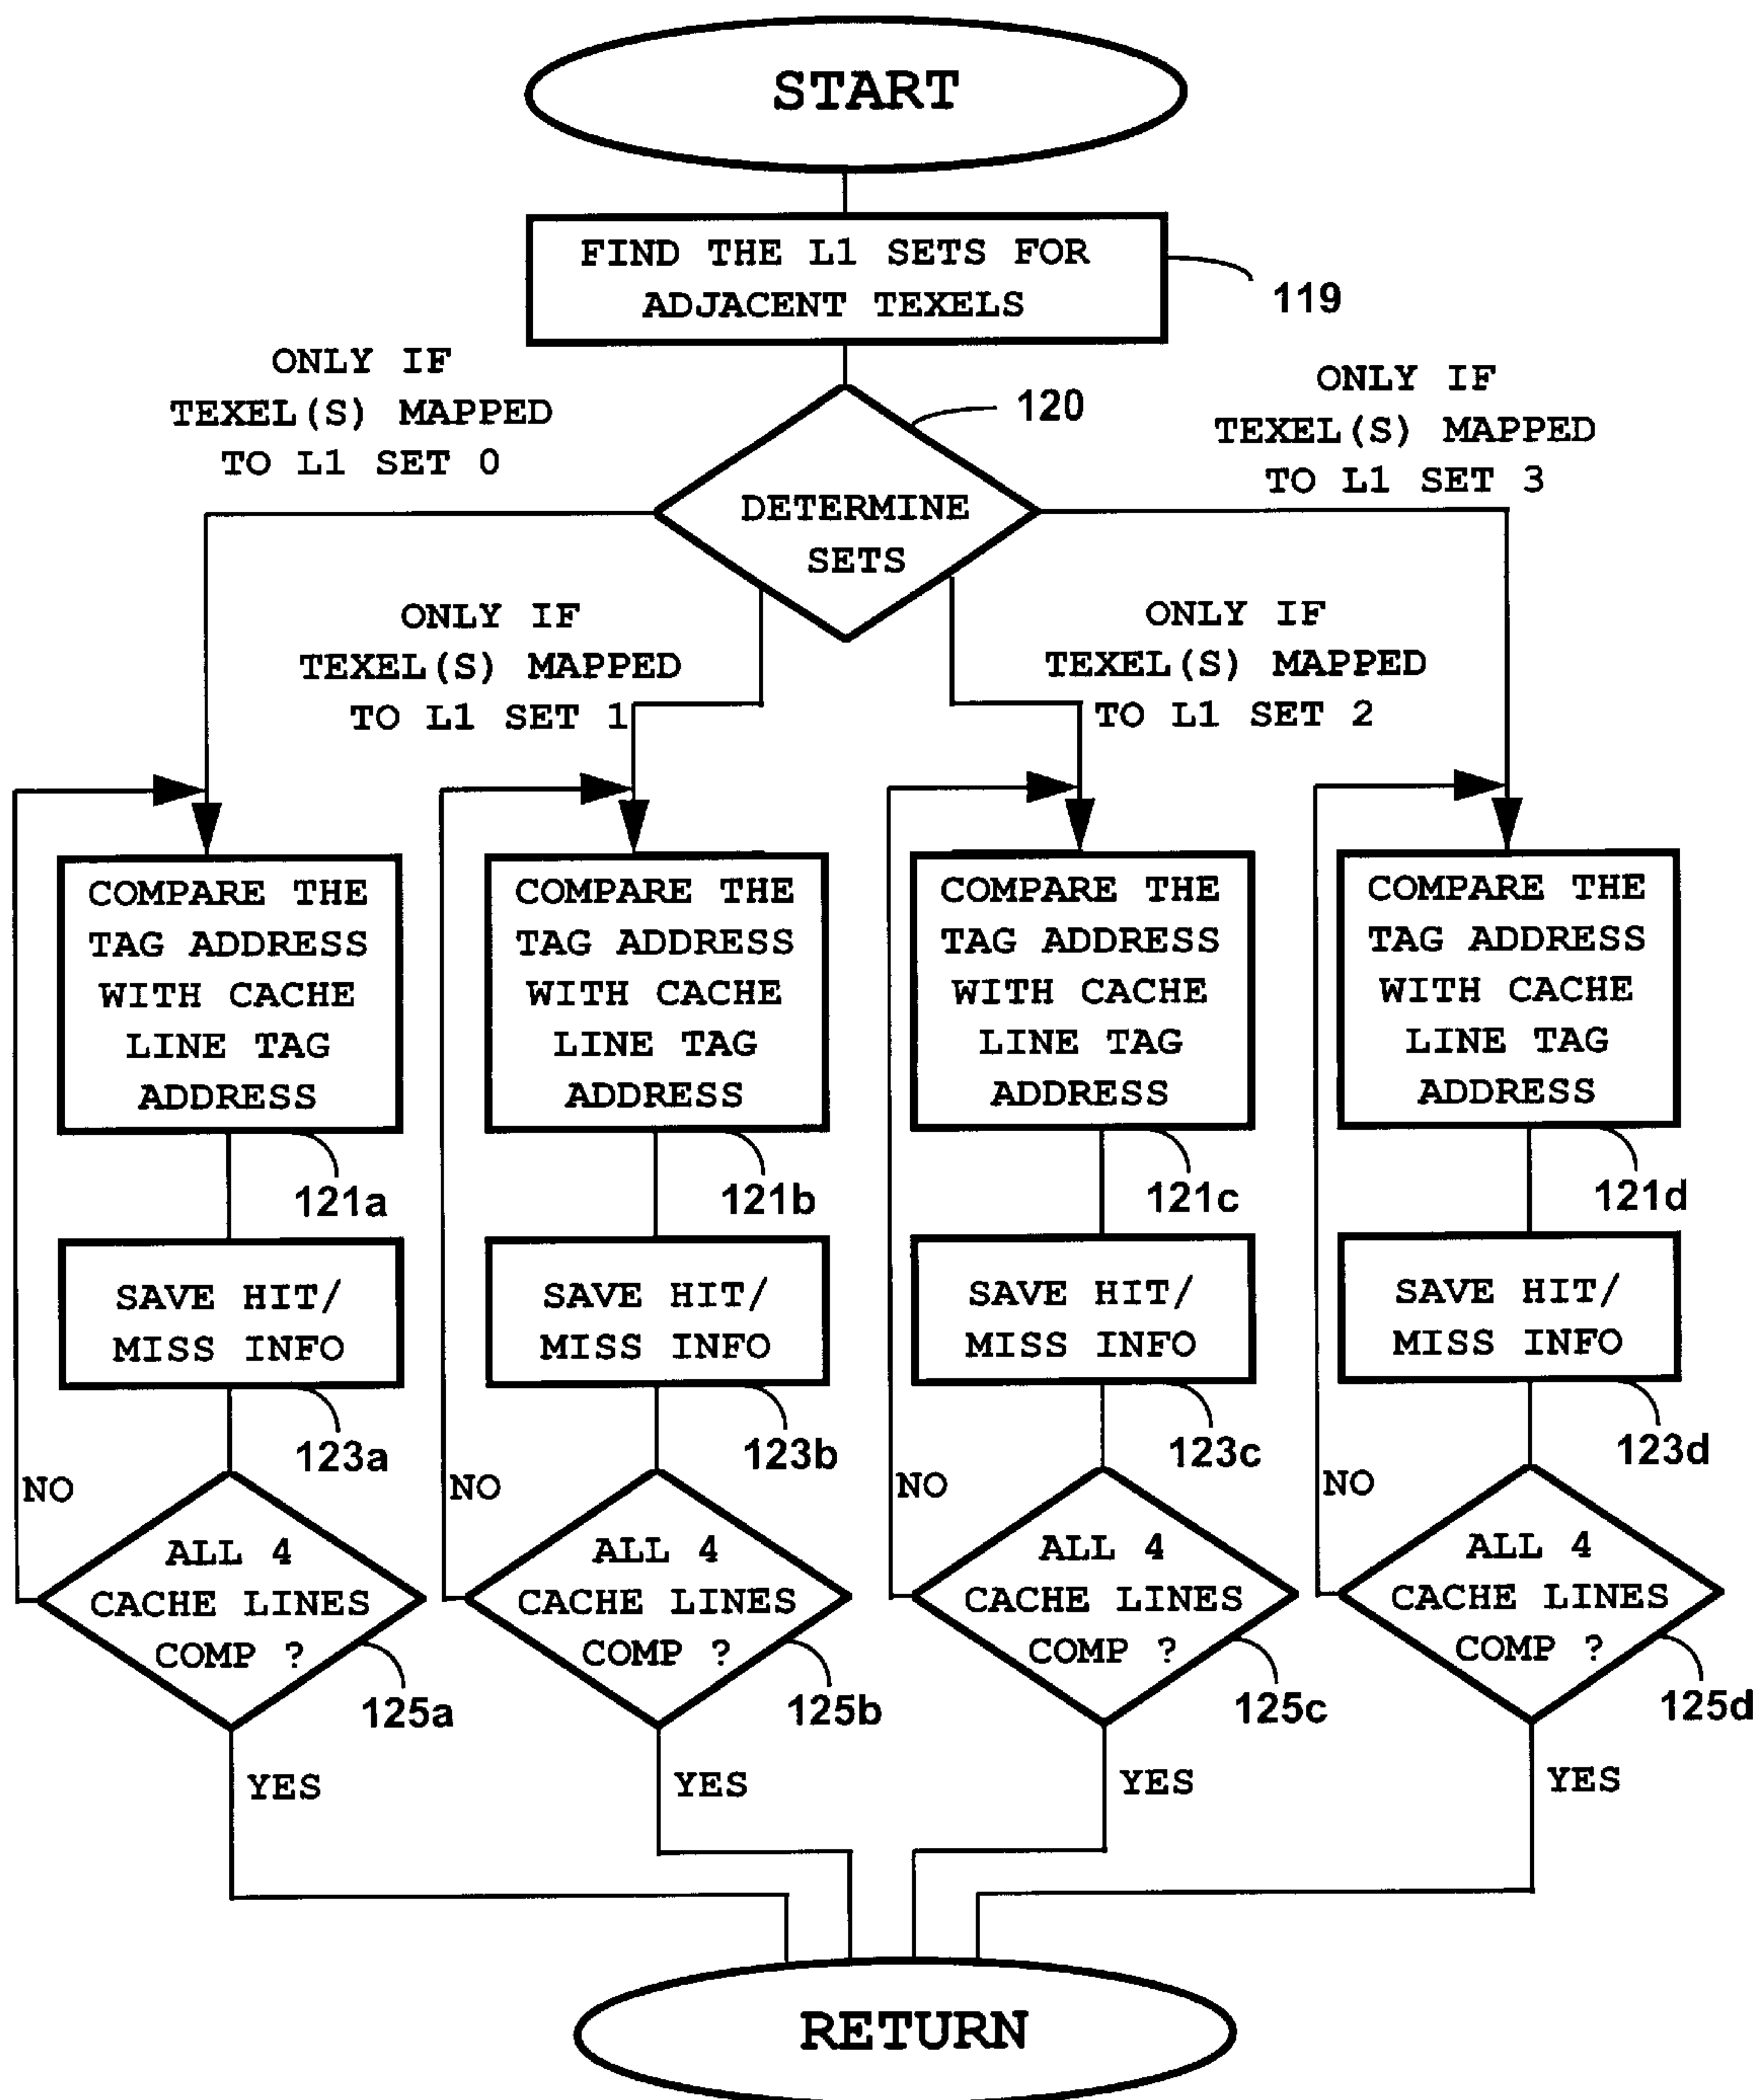 START
FIND THE L1 SETS FOR
ADJACENT TEXELS
119
ONLY IF
TEXEL(S) MAPPED
TO L1 SET 0
120
ONLY IF
TEXEL(S) MAPPED
TO L1 SET 3
DETERMINE
SETS
ONLY IF
TEXEL(S) MAPPED
TO L1 SET 1
ONLY IF
TEXEL(S) MAPPED
TO L1 SET 2
COMPARE THE
TAG ADDRESS
WITH CACHE
LINE TAG
ADDRESS
121a
COMPARE THE
TAG ADDRESS
WITH CACHE
LINE TAG
ADDRESS
121b
COMPARE THE
TAG ADDRESS
WITH CACHE
LINE TAG
ADDRESS
121c
COMPARE THE
TAG ADDRESS
WITH CACHE
LINE TAG
ADDRESS
121d
SAVE HIT/
MISS INFO
123a
SAVE HIT/
MISS INFO
123b
SAVE HIT/
MISS INFO
123c
SAVE HIT/
MISS INFO
123d
NO
ALL 4
CACHE LINES
COMP ?
125a
YES
NO
ALL 4
CACHE LINES
COMP ?
125b
YES
NO
ALL 4
CACHE LINES
COMP ?
125c
YES
NO
ALL 4
CACHE LINES
COMP ?
125d
YES
RETURN